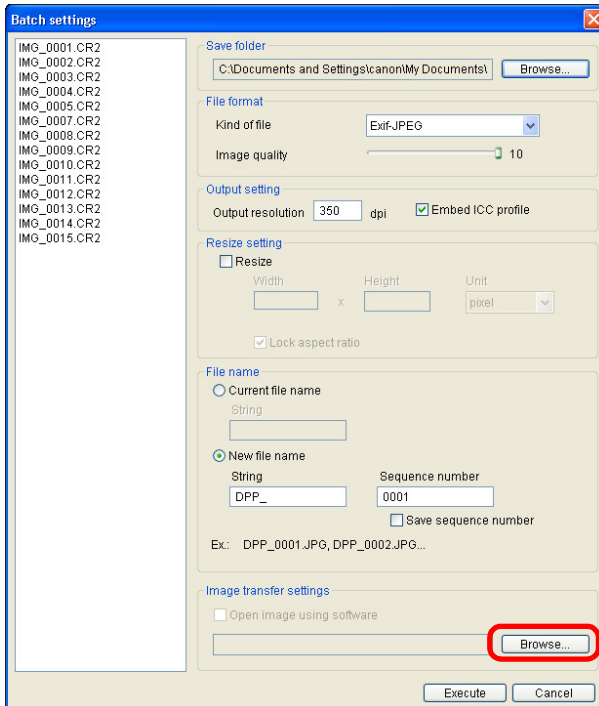 Batch settings
IMG_0001.CR2
IMG_0002.CR2
IMG_0003.CR2
IMG_0004.CR2
IMG_0005.CR2
IMG_0007.CR2
IMG_0008.CR2
IMG_0009.CR2
IMG_0010.CR2
IMG_0011.CR2
IMG_0012.CR2
IMG_0013.CR2
IMG_0014.CR2
IMG_0015.CR2
Save folder
C:\Documents and Settings\canon\My Documents\ Browse...
File format
Kind of file Exif-JPEG
Image quality 10
Output setting
Output resolution 350 dpi Embed ICC profile
Resize setting
Resize
Width Height Unit
x pixel
Lock aspect ratio
File name
Current file name
String
New file name
String Sequence number
DPP_ 0001
Save sequence number
Ex.: DPP_0001.JPG, DPP_0002.JPG...
Image transfer settings
Open image using software
Browse...
Execute Cancel